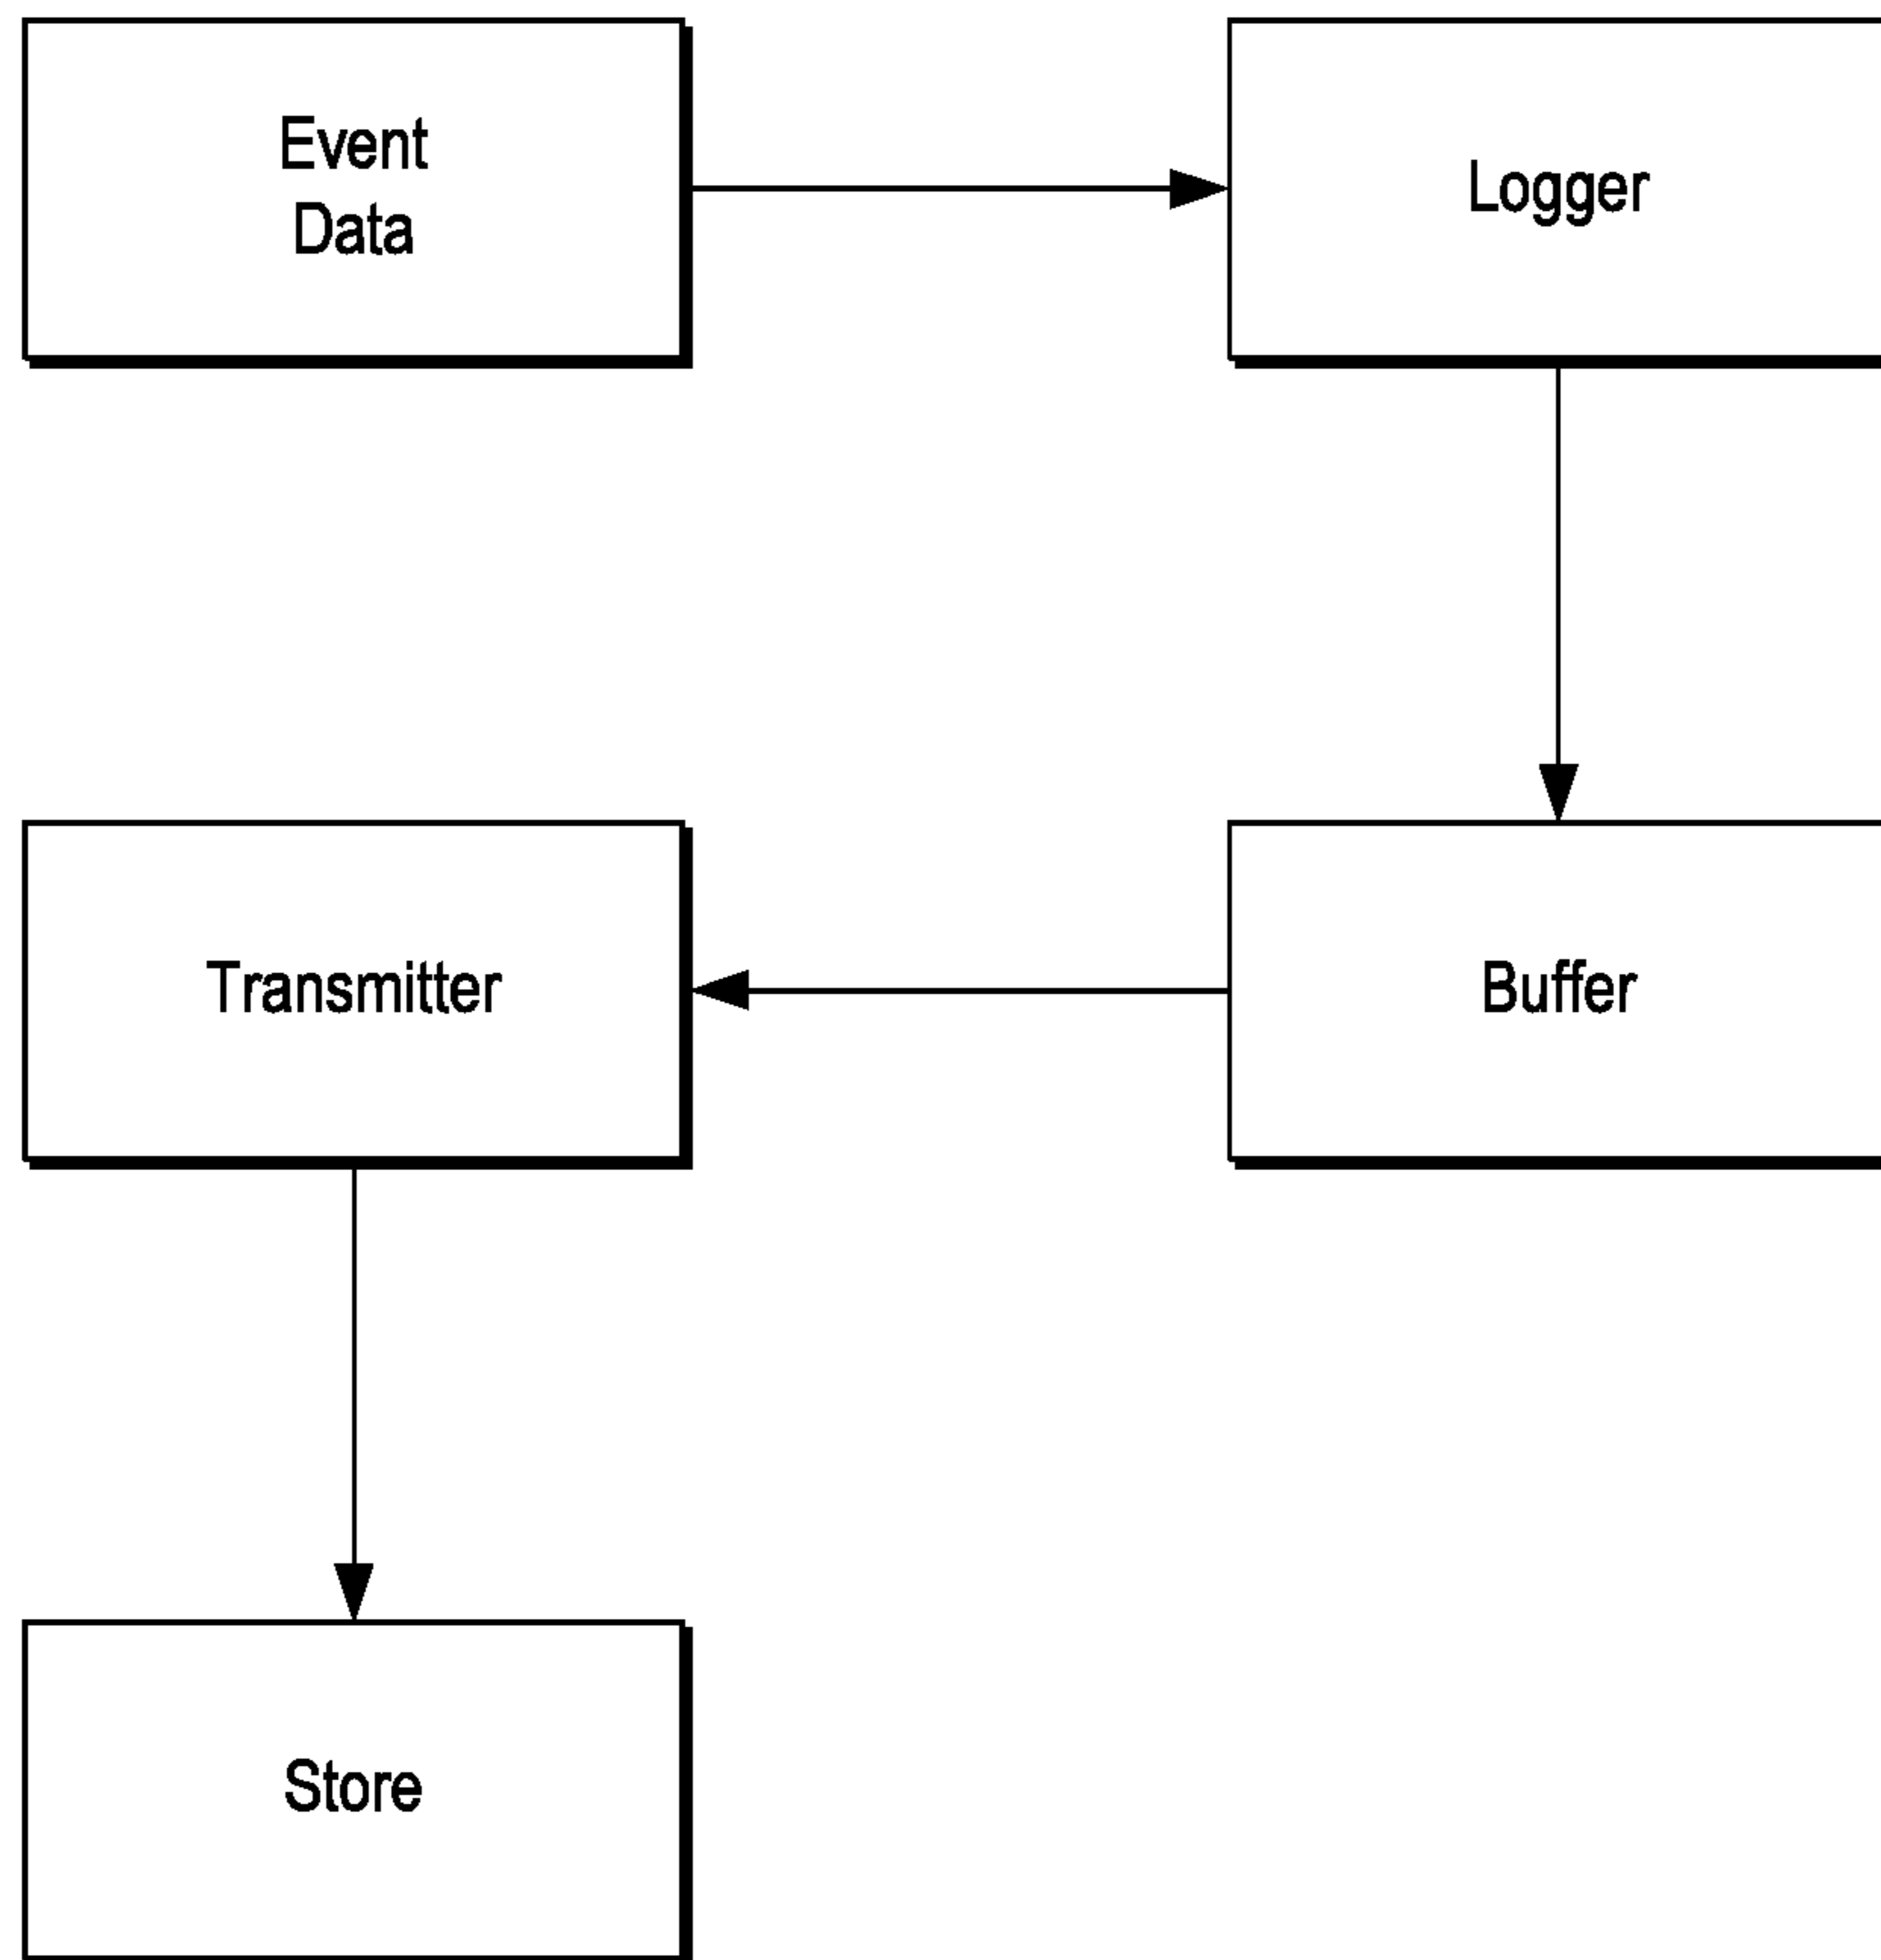 Event
Data
Logger
Transmitter
Buffer
Store